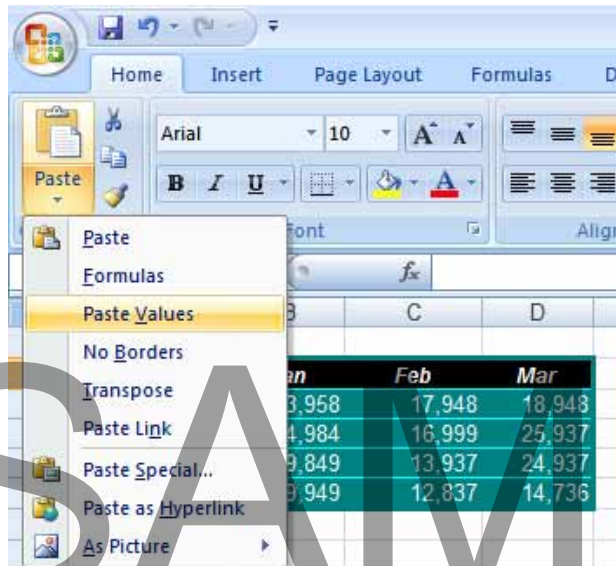 Home Insert Page Layout Formulas D
Arial 10 A A
Paste B I U A
Font Align
Paste
Formulas
Paste Values
No Borders
Transpose
Paste Link
Paste Special...
Paste as Hyperlink
As Picture
fx
C D
Feb Mar
17,948 18,948
16,999 25,937
13,937 24,937
12,837 14,736
SAM